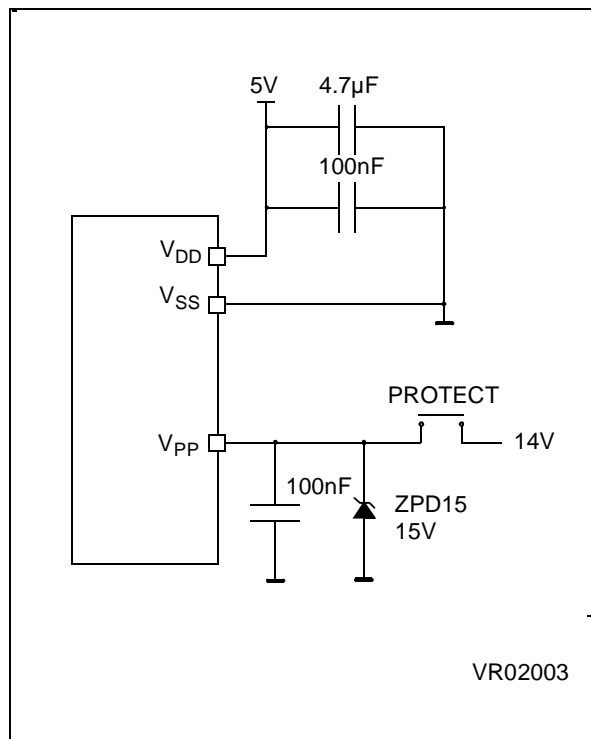 5V
4.7µF
100nF
VDD
VSS
PROTECT
VPP
14V
100nF
ZPD15
15V
VR02003